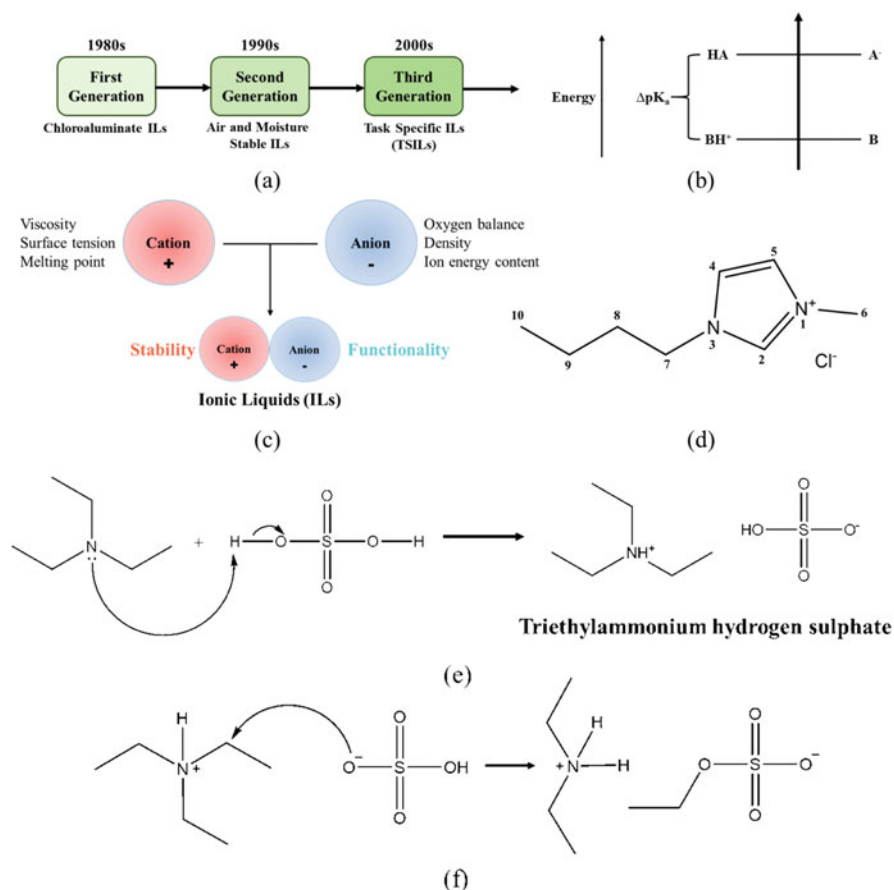 1980s
1990s
2000s
First
Generation
Second
Generation
Third
Generation
Chloroaluminate ILs
Air and Moisture
Stable ILs
Task Specific ILs
(TSILs)
(a)
Energy
ΔpKa
HA
A-
BH+
B
(b)
Viscosity
Surface tension
Melting point
Cation
+
Anion
-
Oxygen balance
Density
Ion energy content
Stability
Cation
+
Anion
-
Functionality
Ionic Liquids (ILs)
(c)
10
9
8
7
N
3
4
5
N+
1
2
6
Cl-
(d)
N
+
H
O
S
O
H
O
O
NH+
HO
S
O-
O
O
Triethylammonium hydrogen sulphate
(e)
H
N+
O-
S
OH
O
O
+N
H
H
O
S
O-
O
O
(f)